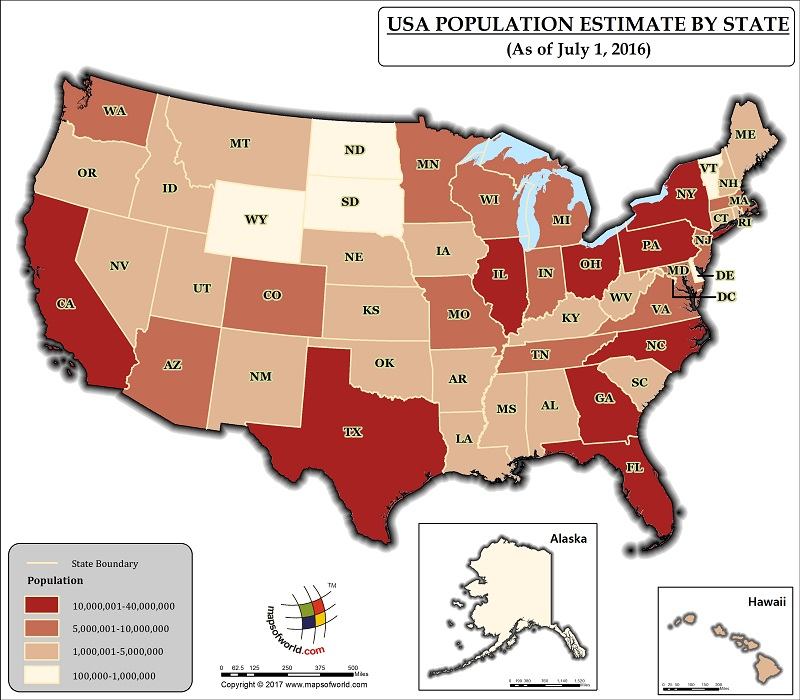 USA POPULATION ESTIMATE BY STATE
(As of July 1, 2016)
WA
MT
ND
MN
ME
OR
ID
SD
WI
MI
VT
NH
NY
MA
CT
RI
WY
NV
UT
CO
NE
IA
IL
IN
OH
PA
NJ
MD
DE
DC
WV
VA
CA
KS
MO
KY
AZ
NM
OK
AR
TN
NC
SC
TX
LA
MS
AL
GA
FL
State Boundary
Population
10,000,001-40,000,000
5,000,001-10,000,000
1,000,001-5,000,000
100,000-1,000,000
TM
mapsofworld.com
0 62.5 125 250 375 500
Miles
Copyright © 2017 www.mapsofworld.com
Alaska
Miles
Hawaii
Miles